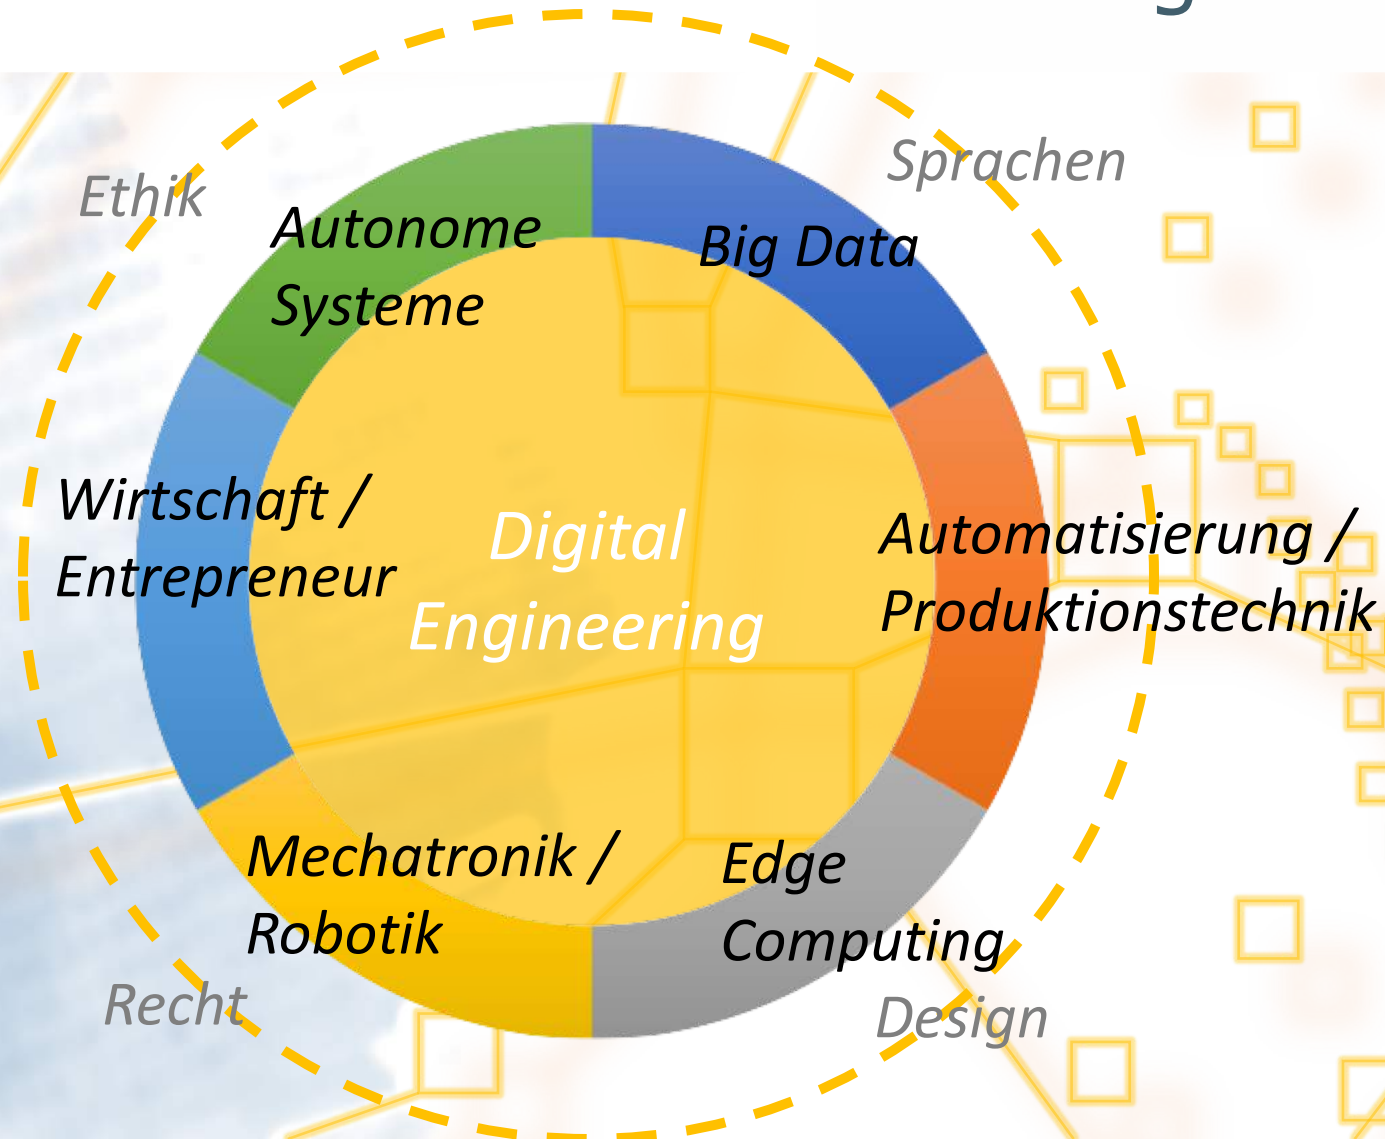 Sprachen
Ethik
Autonome
Systeme
Big Data
Wirtschaft /
Entrepreneur
Digital
Engineering
Automatisierung /
Produktionstechnik
Mechatronik /
Robotik
Edge
Computing
Recht
Design